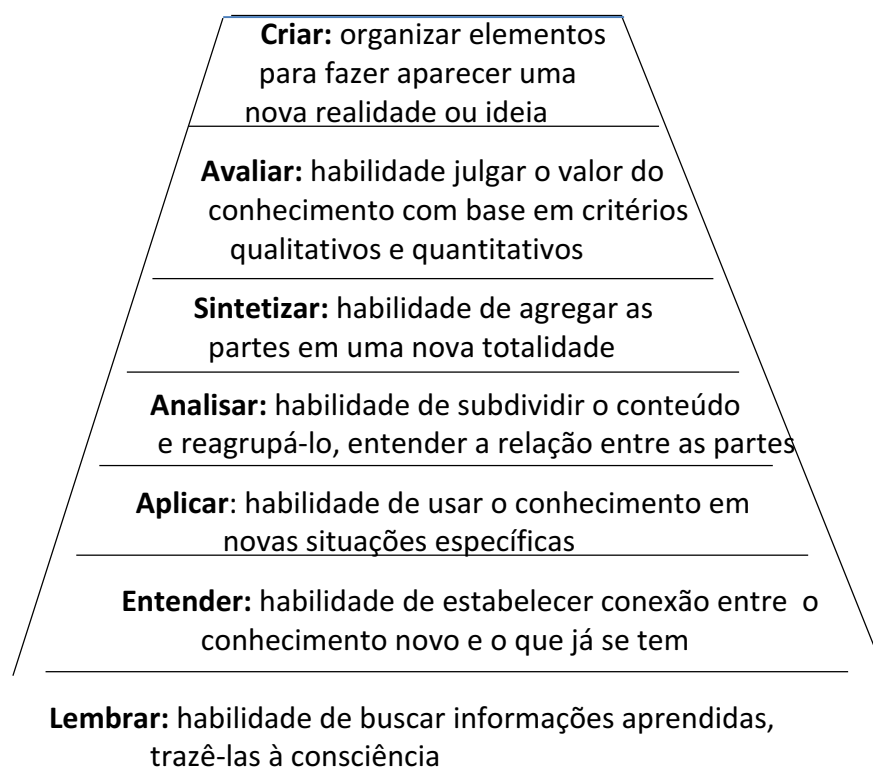 Criar: organizar elementos
para fazer aparecer uma
nova realidade ou ideia
Avaliar: habilidade julgar o valor do
conhecimento com base em critérios
qualitativos e quantitativos
Sintetizar: habilidade de agregar as
partes em uma nova totalidade
Analisar: habilidade de subdividir o conteúdo
e reagrupá-lo, entender a relação entre as partes
Aplicar: habilidade de usar o conhecimento em
novas situações específicas
Entender: habilidade de estabelecer conexão entre o
conhecimento novo e o que já se tem
Lembrar: habilidade de buscar informações aprendidas,
trazê-las à consciência